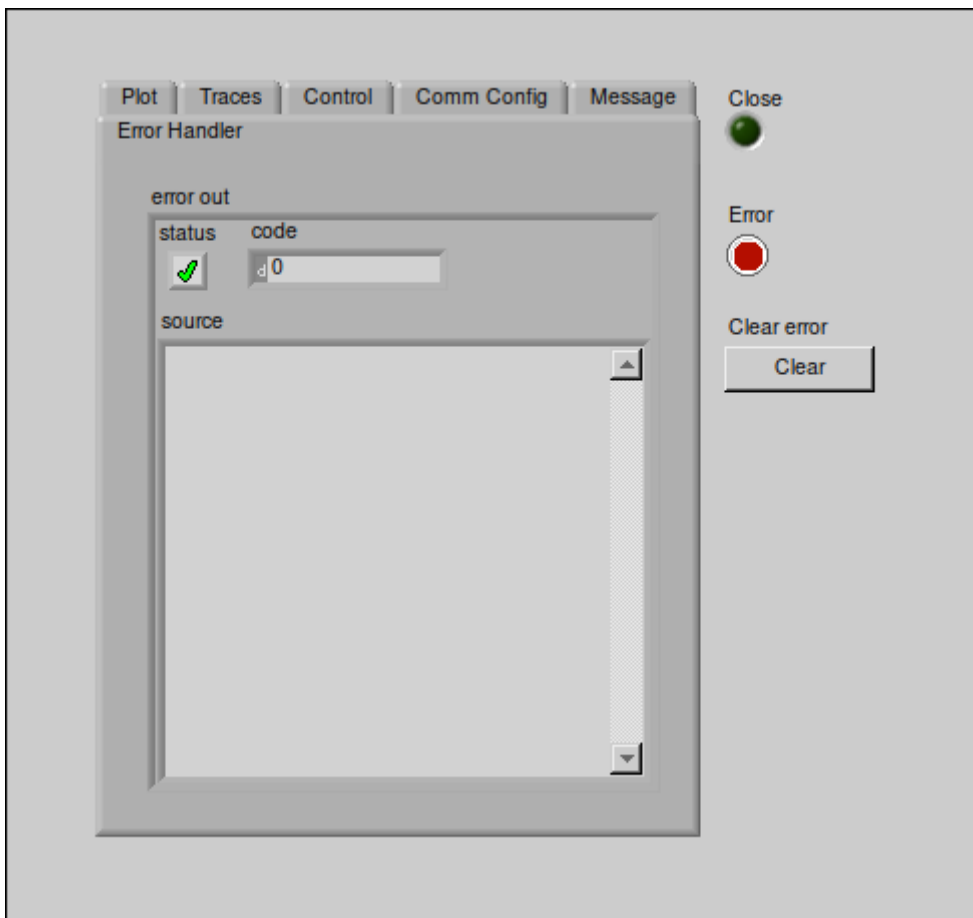 Plot Traces Control Comm Config Message
Close
Error Handler
error out
status code
d 0
Error
source
Clear error
Clear